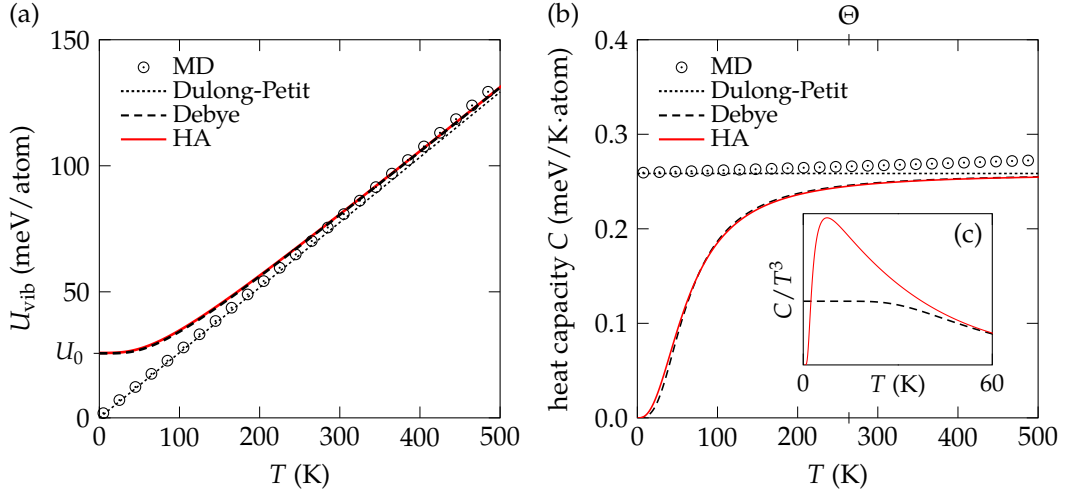 (a)
150
100
50
U₀
0
U_vib (meV/atom)
MD
Dulong-Petit
Debye
HA
0 100 200 300 400 500
T (K)
(b)
Θ
0.4
0.3
0.2
0.1
0.0
heat capacity C (meV/K·atom)
MD
Dulong-Petit
Debye
HA
(c)
C/T³
0 60
T (K)
0 100 200 300 400 500
T (K)